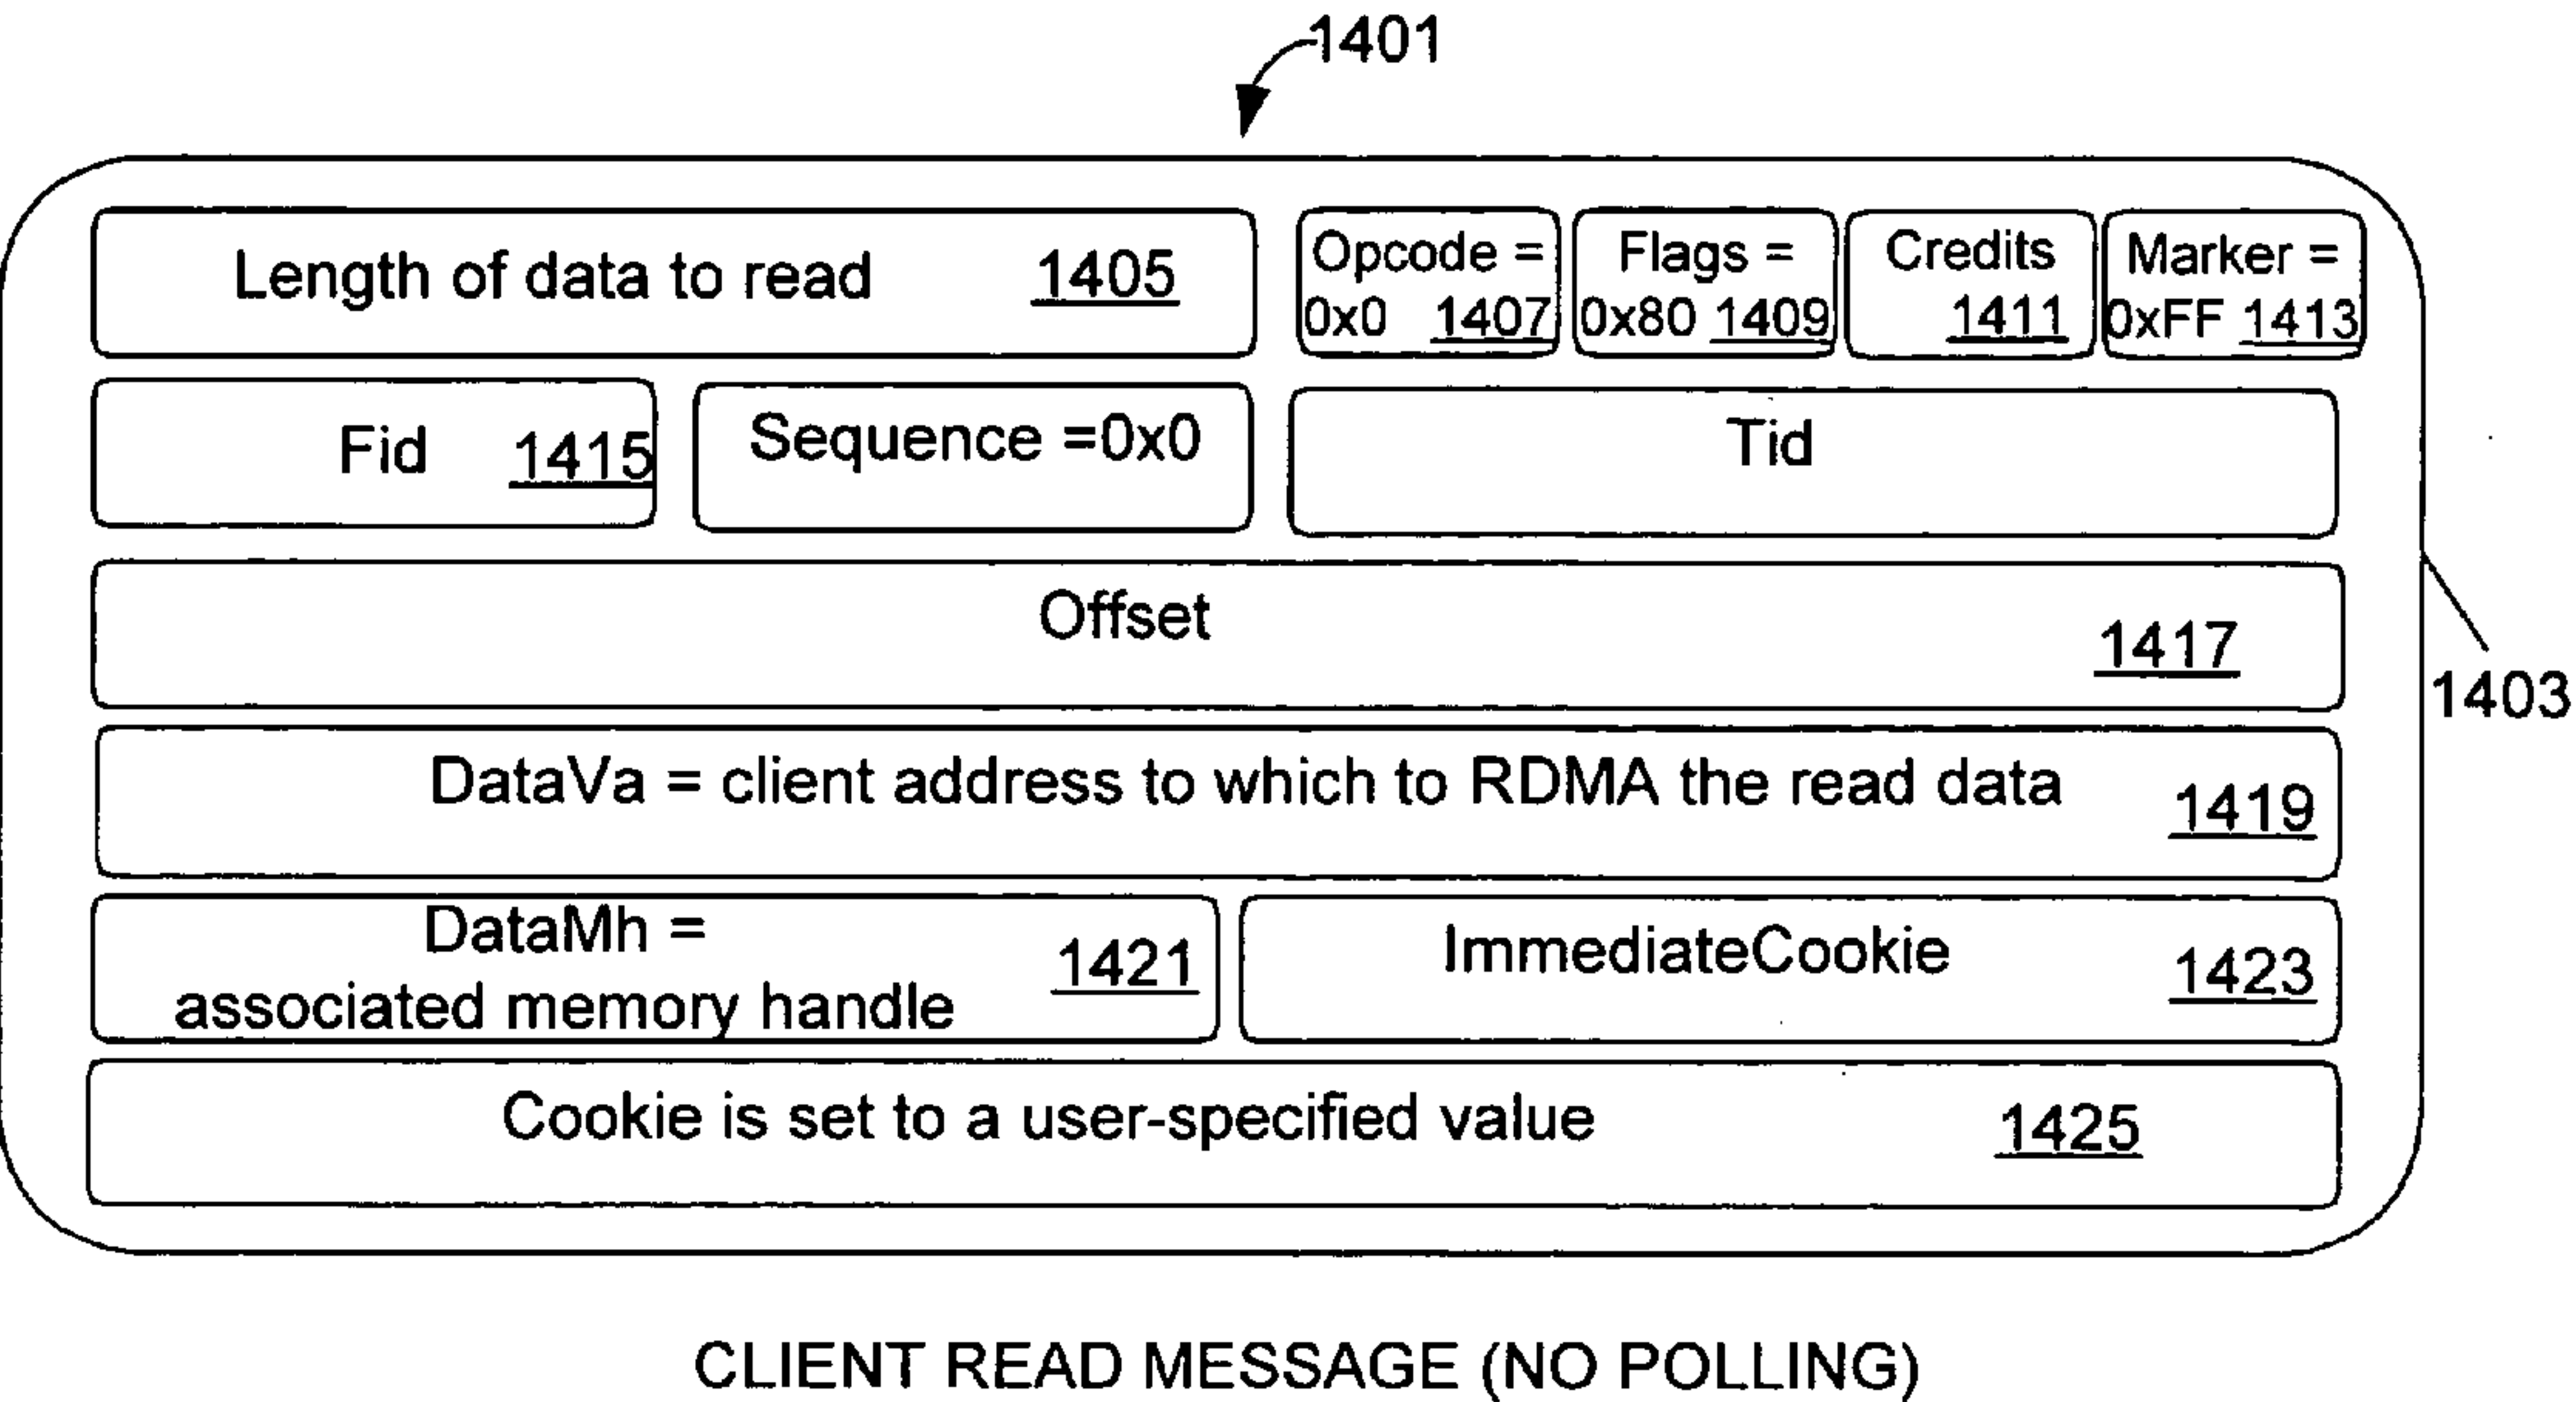 1401
Length of data to read 1405
Opcode =
0x0 1407
Flags =
0x80 1409
Credits
1411
Marker =
0xFF 1413
Fid 1415
Sequence =0x0
Tid
Offset
1417
1403
DataVa = client address to which to RDMA the read data 1419
DataMh =
associated memory handle 1421
ImmediateCookie 1423
Cookie is set to a user-specified value 1425
CLIENT READ MESSAGE (NO POLLING)